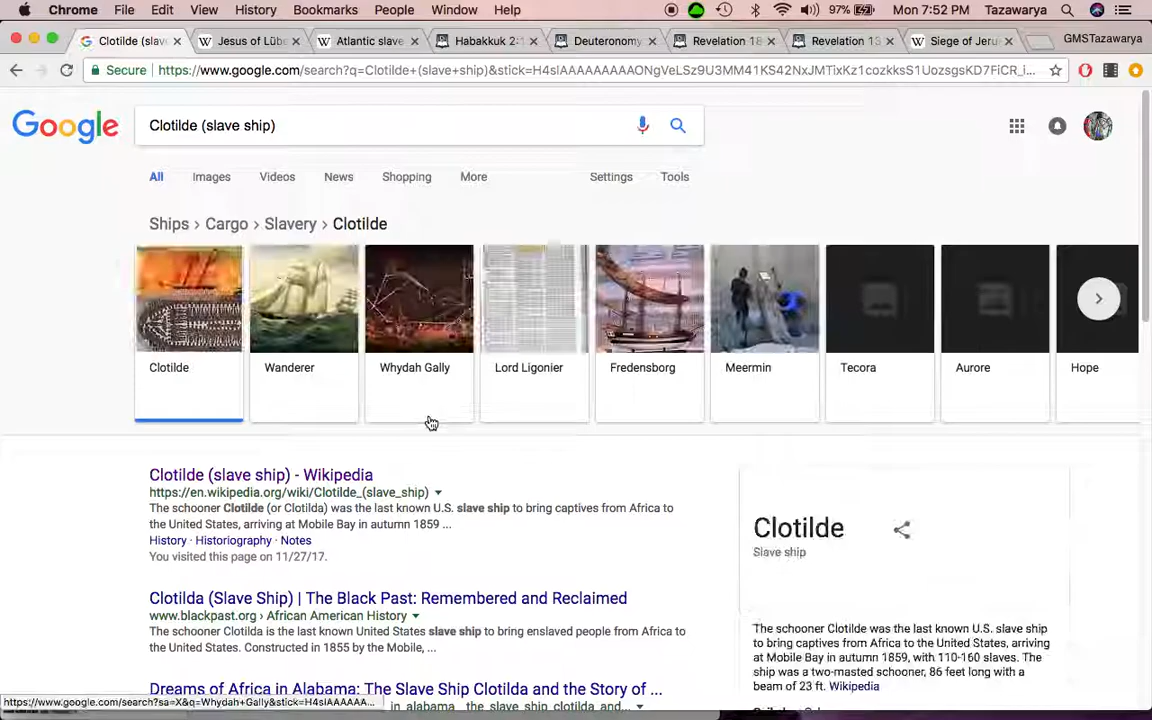 Chrome File Edit View History Bookmarks People Window Help 97% Mon 7:52 PM Tazawarya
Clotilde (slav Jesus of Lübe Atlantic slave Habakkuk 2:1 Deuteronomy Revelation 18 Revelation 13 Siege of Jeru GMSTazawarya
Secure https://www.google.com/search?q=Clotilde+(slave+ship)&stick=H4sIAAAAAAAAAONgVeLSz9U3MM41KS42NxJMTixKz1cozkksS1UozsgsKD7FiCR_i...
Google Clotilde (slave ship)
All Images Videos News Shopping More Settings Tools
Ships > Cargo > Slavery > Clotilde
Clotilde Wanderer Whydah Gally Lord Ligonier Fredensborg Meermin Tecora Aurore Hope
Clotilde (slave ship) - Wikipedia
https://en.wikipedia.org/wiki/Clotilde_(slave_ship)
The schooner Clotilde (or Clotilda) was the last known U.S. slave ship to bring captives from Africa to
the United States, arriving at Mobile Bay in autumn 1859 ...
History · Historiography · Notes
You visited this page on 11/27/17.
Clotilda (Slave Ship) | The Black Past: Remembered and Reclaimed
www.blackpast.org › African American History
The schooner Clotilda is the last known United States slave ship to bring enslaved people from Africa to
the United States. Constructed in 1855 by the Mobile, ...
Dreams of Africa in Alabama: The Slave Ship Clotilda and the Story of ...
in_alabama_the_slave_ship_clotilda_and...
https://www.google.com/search?sa=X&q=Whydah+Gally&stick=H4sIAAAA...
Clotilde
Slave ship
The schooner Clotilde was the last known U.S. slave ship
to bring captives from Africa to the United States, arriving
at Mobile Bay in autumn 1859, with 110-160 slaves. The
ship was a two-masted schooner, 86 feet long with a
beam of 23 ft. Wikipedia